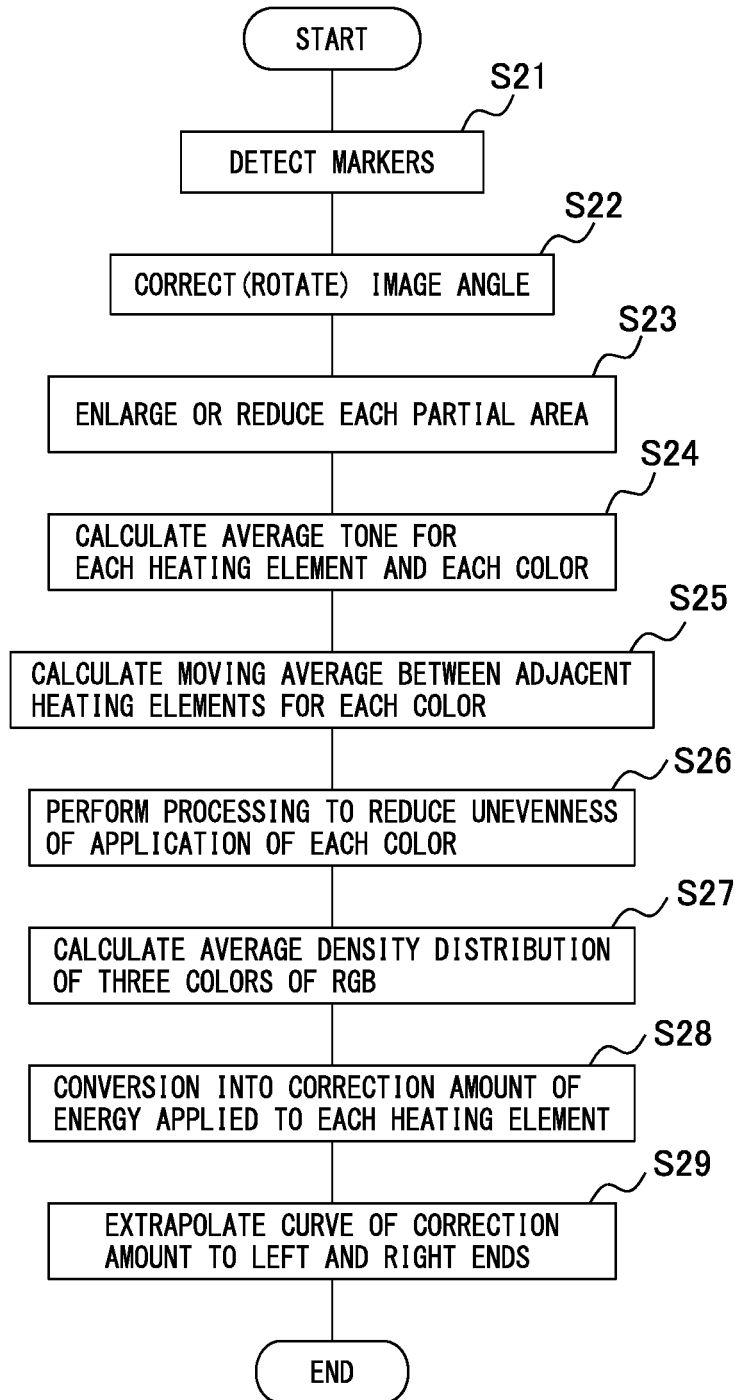 START
S21
DETECT MARKERS
S22
CORRECT(ROTATE) IMAGE ANGLE
S23
ENLARGE OR REDUCE EACH PARTIAL AREA
S24
CALCULATE AVERAGE TONE FOR
EACH HEATING ELEMENT AND EACH COLOR
S25
CALCULATE MOVING AVERAGE BETWEEN ADJACENT
HEATING ELEMENTS FOR EACH COLOR
S26
PERFORM PROCESSING TO REDUCE UNEVENNESS
OF APPLICATION OF EACH COLOR
S27
CALCULATE AVERAGE DENSITY DISTRIBUTION
OF THREE COLORS OF RGB
S28
CONVERSION INTO CORRECTION AMOUNT OF
ENERGY APPLIED TO EACH HEATING ELEMENT
S29
EXTRAPOLATE CURVE OF CORRECTION
AMOUNT TO LEFT AND RIGHT ENDS
END